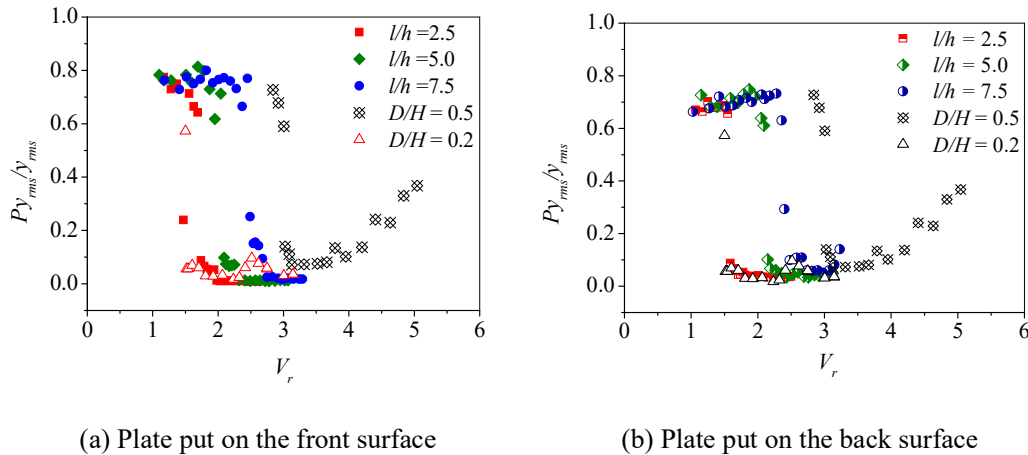 1.0
0.8
0.6
0.4
0.2
0.0
Py_rms/y_rms
0 1 2 3 4 5 6
V_r
l/h =2.5
l/h =5.0
l/h =7.5
D/H = 0.5
D/H = 0.2
(a) Plate put on the front surface
1.0
0.8
0.6
0.4
0.2
0.0
Py_rms/y_rms
0 1 2 3 4 5 6
V_r
l/h = 2.5
l/h = 5.0
l/h = 7.5
D/H = 0.5
D/H = 0.2
(b) Plate put on the back surface